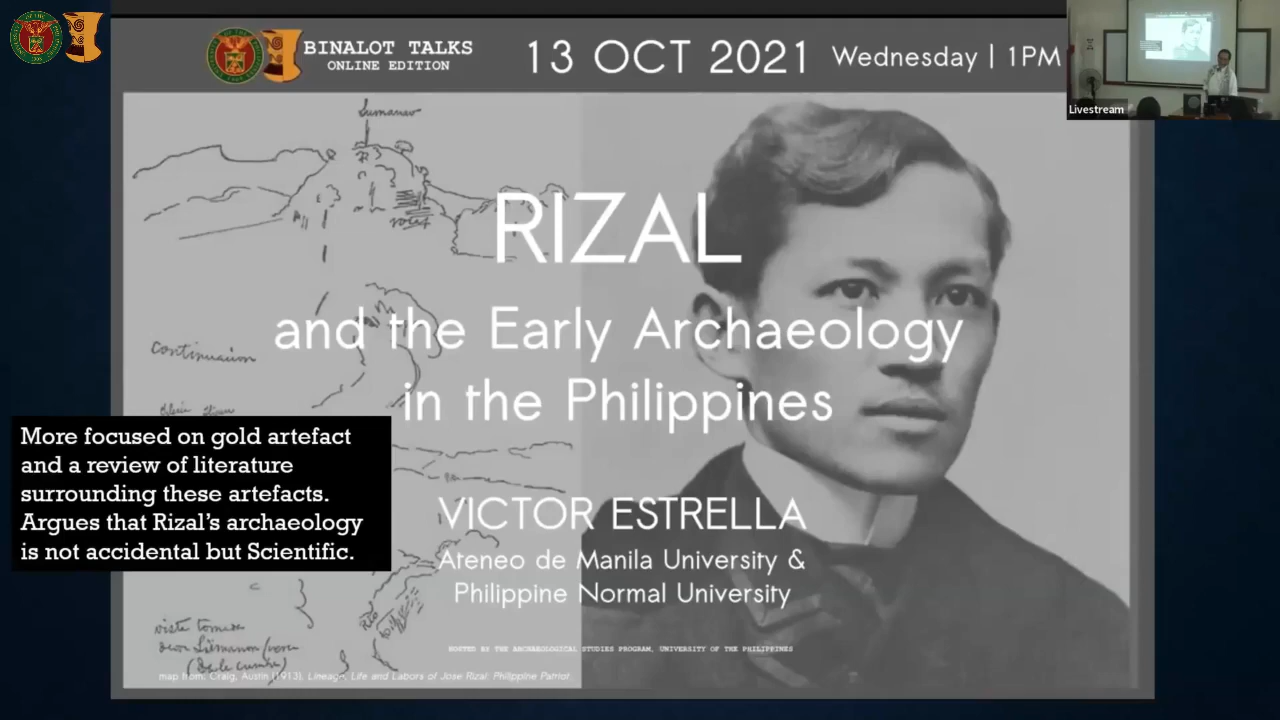 BINALOT TALKS
ONLINE EDITION
13 OCT 2021 Wednesday | 1PM
Livestream
Sumanau
RIZAL
and the Early Archaeology
in the Philippines
Continuacion
More focused on gold artefact
and a review of literature
surrounding these artefacts.
Argues that Rizal's archaeology
is not accidental but Scientific.
VICTOR ESTRELLA
Ateneo de Manila University &
Philippine Normal University
HOSTED BY THE ARCHAEOLOGICAL STUDIES PROGRAM, UNIVERSITY OF THE PHILIPPINES
map from: Craig, Austin (1913). Lineage, Life and Labors of Jose Rizal: Philippine Patriot.